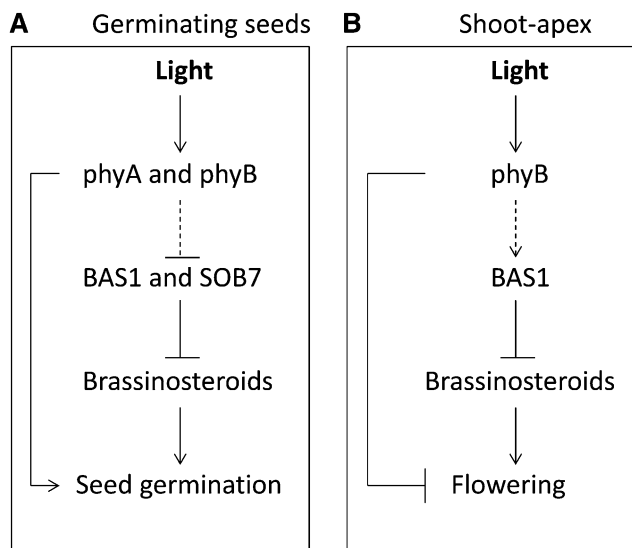 A Germinating seeds
Light
phyA and phyB
BAS1 and SOB7
Brassinosteroids
Seed germination
B Shoot-apex
Light
phyB
BAS1
Brassinosteroids
Flowering